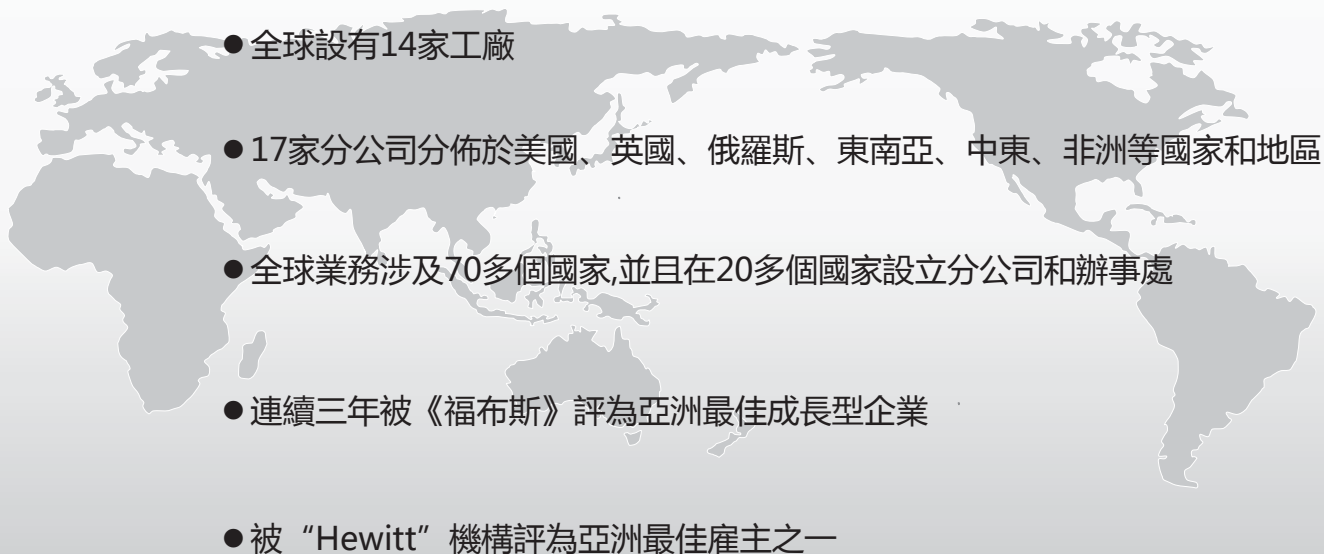 ● 全球設有14家工廠
● 17家分公司分佈於美國、英國、俄羅斯、東南亞、中東、非洲等國家和地區
● 全球業務涉及70多個國家,並且在20多個國家設立分公司和辦事處
● 連續三年被《福布斯》評為亞洲最佳成長型企業
● 被“Hewitt”機構評為亞洲最佳雇主之一